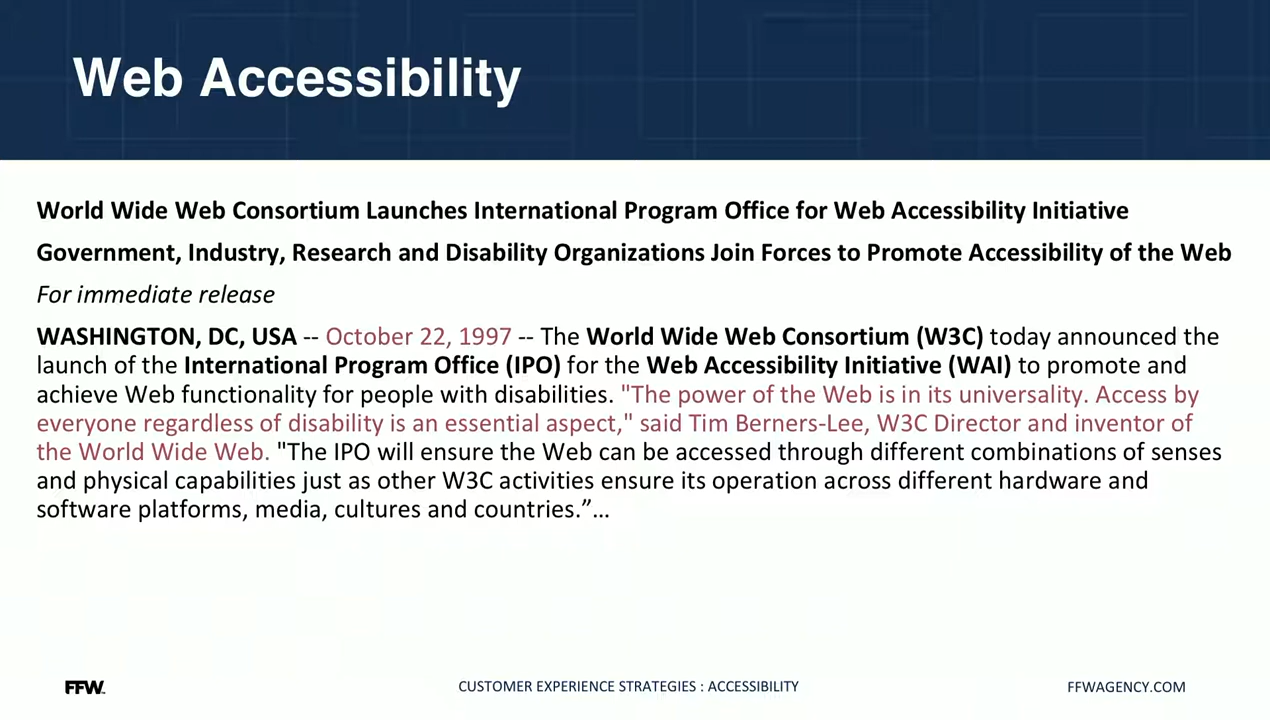 Web Accessibility
World Wide Web Consortium Launches International Program Office for Web Accessibility Initiative
Government, Industry, Research and Disability Organizations Join Forces to Promote Accessibility of the Web
For immediate release
WASHINGTON, DC, USA -- October 22, 1997 -- The World Wide Web Consortium (W3C) today announced the
launch of the International Program Office (IPO) for the Web Accessibility Initiative (WAI) to promote and
achieve Web functionality for people with disabilities. "The power of the Web is in its universality. Access by
everyone regardless of disability is an essential aspect," said Tim Berners-Lee, W3C Director and inventor of
the World Wide Web. "The IPO will ensure the Web can be accessed through different combinations of senses
and physical capabilities just as other W3C activities ensure its operation across different hardware and
software platforms, media, cultures and countries.”…
FFW
CUSTOMER EXPERIENCE STRATEGIES : ACCESSIBILITY
FFWAGENCY.COM